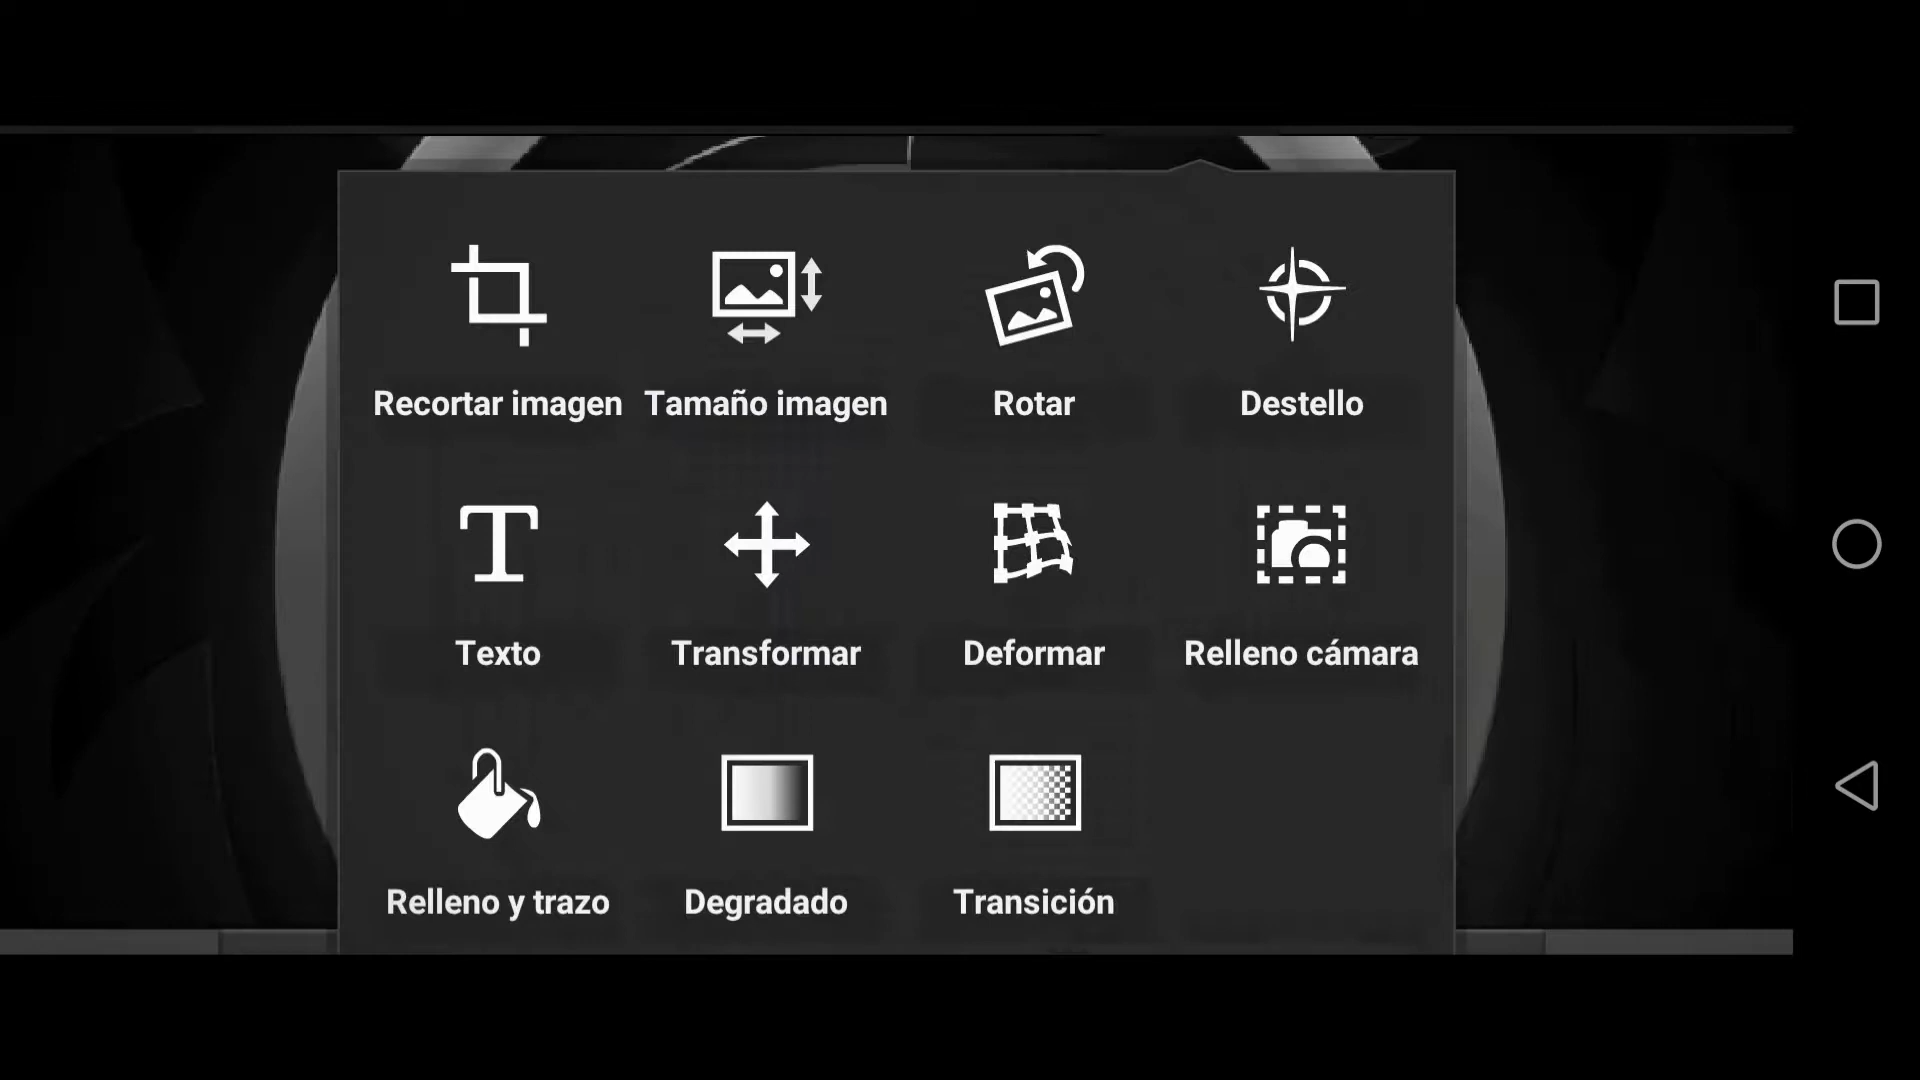 Recortar imagen Tamaño imagen Rotar Destello
Texto Transformar Deformar Relleno cámara
Relleno y trazo Degradado Transición